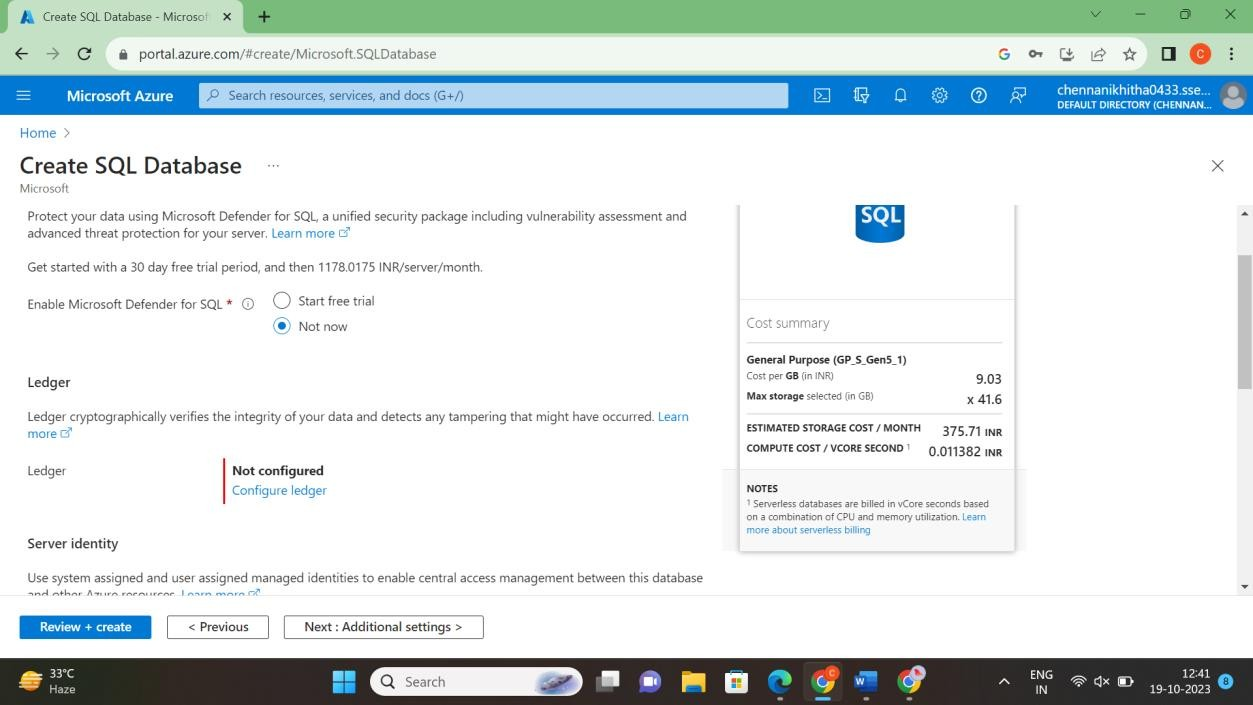 Create SQL Database - Microsof
portal.azure.com/#create/Microsoft.SQLDatabase
Microsoft Azure
Search resources, services, and docs (G+/)
chennanikhitha0433.sse...
DEFAULT DIRECTORY (CHENNAN...
Home >
Create SQL Database ...
Microsoft
Protect your data using Microsoft Defender for SQL, a unified security package including vulnerability assessment and
advanced threat protection for your server. Learn more
Get started with a 30 day free trial period, and then 1178.0175 INR/server/month.
Enable Microsoft Defender for SQL *
Start free trial
Not now
Ledger
Ledger cryptographically verifies the integrity of your data and detects any tampering that might have occurred. Learn
more
Ledger
Not configured
Configure ledger
Server identity
Use system assigned and user assigned managed identities to enable central access management between this database
and other Azure resources. Learn more
SQL
Cost summary
General Purpose (GP_S_Gen5_1)
Cost per GB (in INR) 9.03
Max storage selected (in GB) x 41.6
ESTIMATED STORAGE COST / MONTH 375.71 INR
COMPUTE COST / VCORE SECOND 1 0.011382 INR
NOTES
1 Serverless databases are billed in vCore seconds based
on a combination of CPU and memory utilization. Learn
more about serverless billing
Review + create
< Previous
Next : Additional settings >
33°C
Haze
Search
ENG
IN
12:41
19-10-2023
8